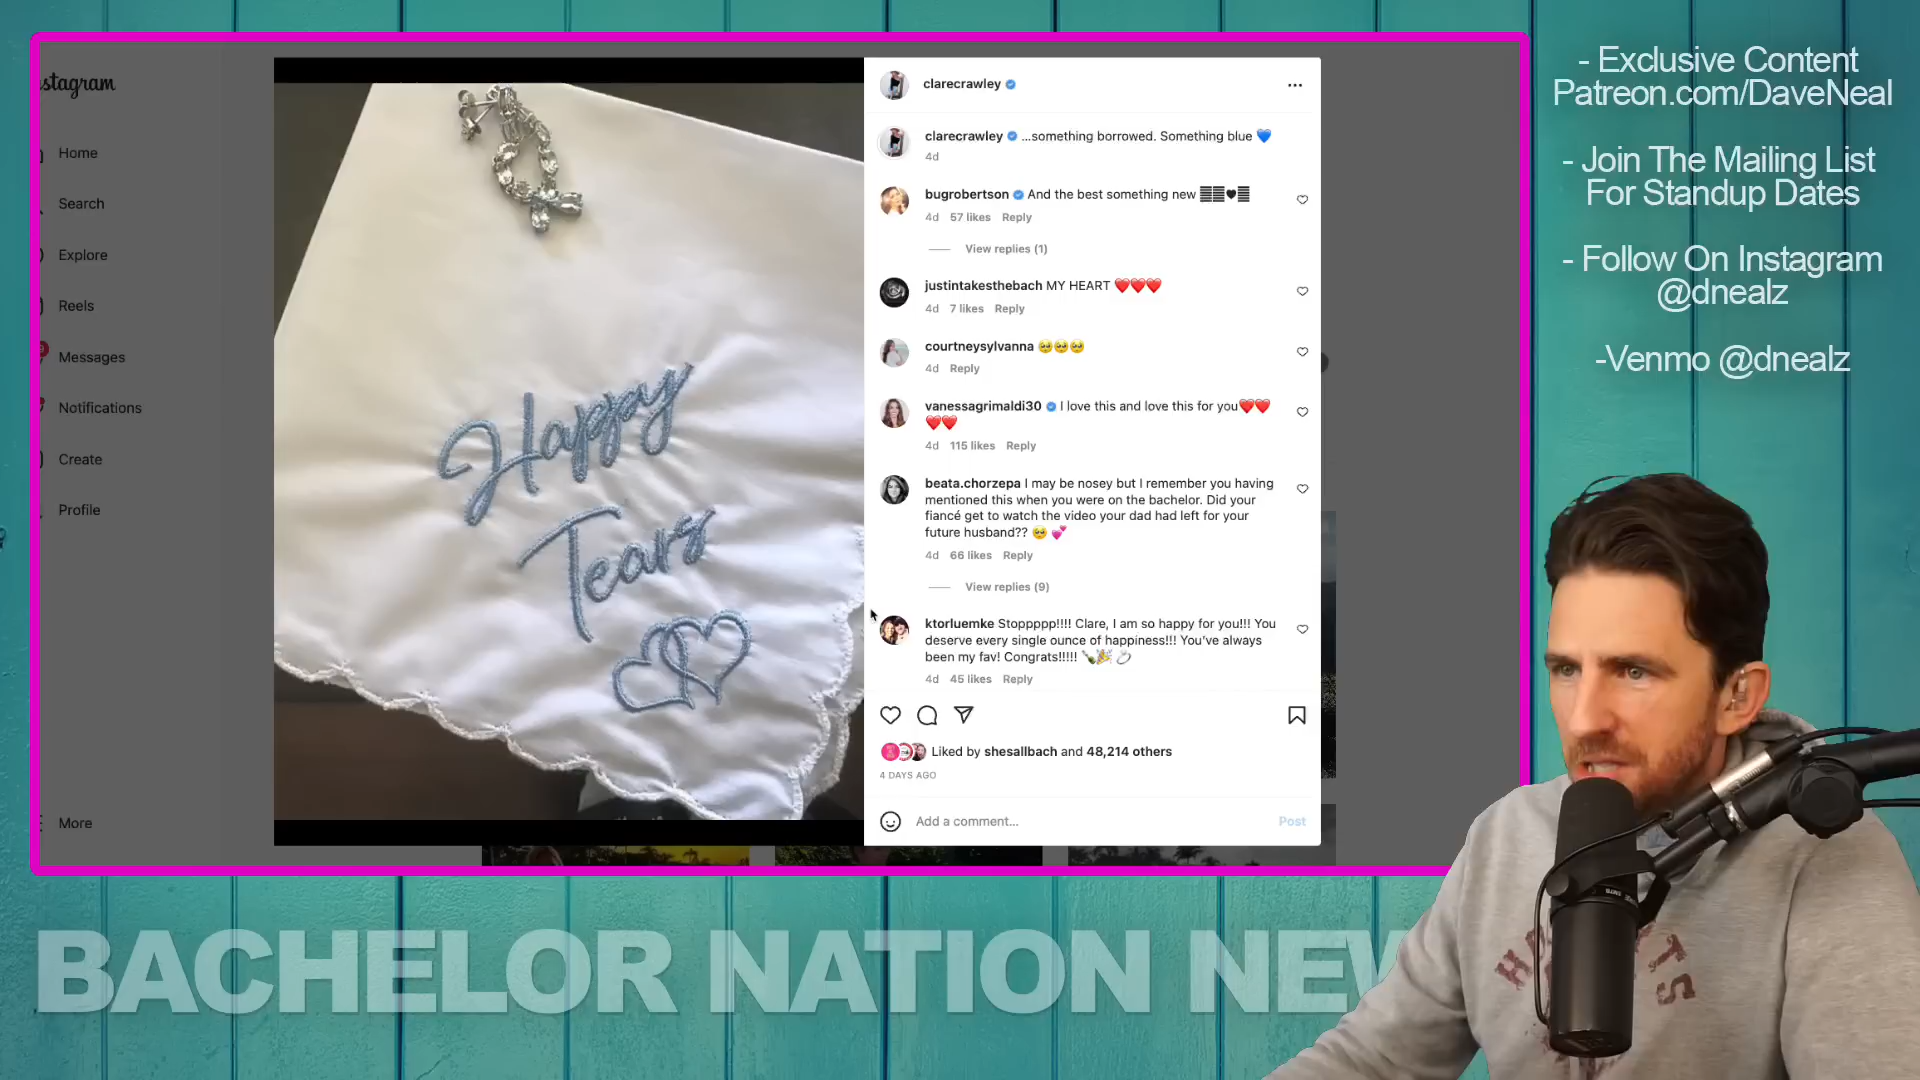 stagram
Home
Search
Explore
Reels
Messages
Notifications
Create
Profile
More
Happy
Tears
clarecrawley
clarecrawley ...something borrowed. Something blue 💙
4d
bugrobertson And the best something new
4d 57 likes Reply
View replies (1)
justintakesthebach MY HEART ❤️❤️❤️
4d 7 likes Reply
courtneysylvanna 🥹🥹🥹
4d Reply
vanessagrimaldi30 I love this and love this for you❤️❤️
❤️❤️
4d 115 likes Reply
beata.chorzepa I may be nosey but I remember you having
mentioned this when you were on the bachelor. Did your
fiancé get to watch the video your dad had left for your
future husband?? 🥹 💕
4d 66 likes Reply
View replies (9)
ktorluemke Stoppppp!!!! Clare, I am so happy for you!!! You
deserve every single ounce of happiness!!! You've always
been my fav! Congrats!!!!! 🍾🎉💍
4d 45 likes Reply
Liked by shesallbach and 48,214 others
4 DAYS AGO
Add a comment...
Post
- Exclusive Content
Patreon.com/DaveNeal
- Join The Mailing List
For Standup Dates
- Follow On Instagram
@dnealz
-Venmo @dnealz
BACHELOR NATION NEW